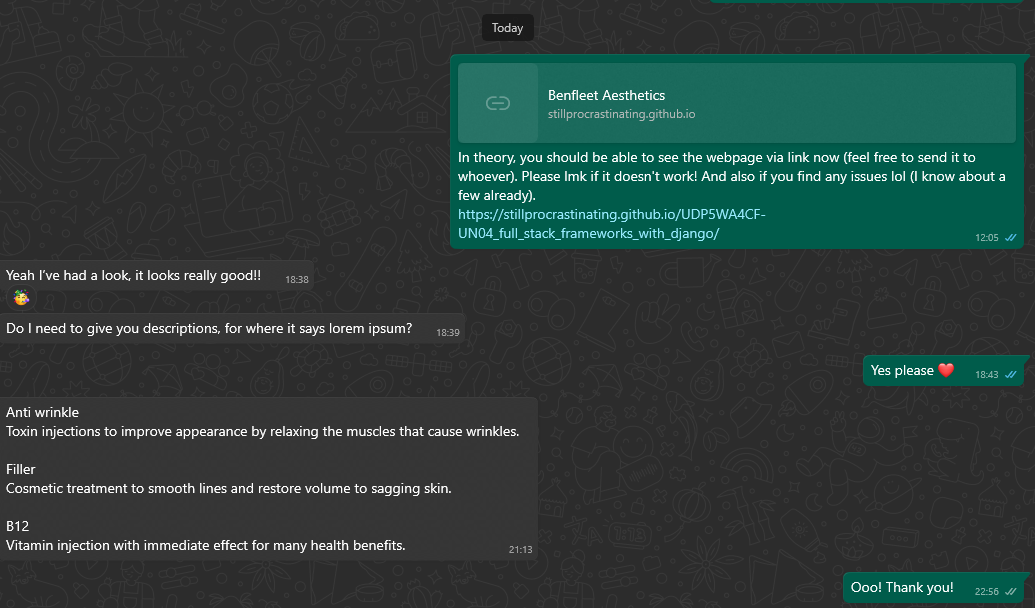 Today
Benfleet Aesthetics
stillprocrastinating.github.io
In theory, you should be able to see the webpage via link now (feel free to send it to
whoever). Please lmk if it doesn't work! And also if you find any issues lol (I know about a
few already).
https://stillprocrastinating.github.io/UDP5WA4CF-
UN04_full_stack_frameworks_with_django/
12:05
Yeah I've had a look, it looks really good!!
18:38
Do I need to give you descriptions, for where it says lorem ipsum?
18:39
Yes please ❤️
18:43
Anti wrinkle
Toxin injections to improve appearance by relaxing the muscles that cause wrinkles.
Filler
Cosmetic treatment to smooth lines and restore volume to sagging skin.
B12
Vitamin injection with immediate effect for many health benefits.
21:13
Ooo! Thank you!
22:56